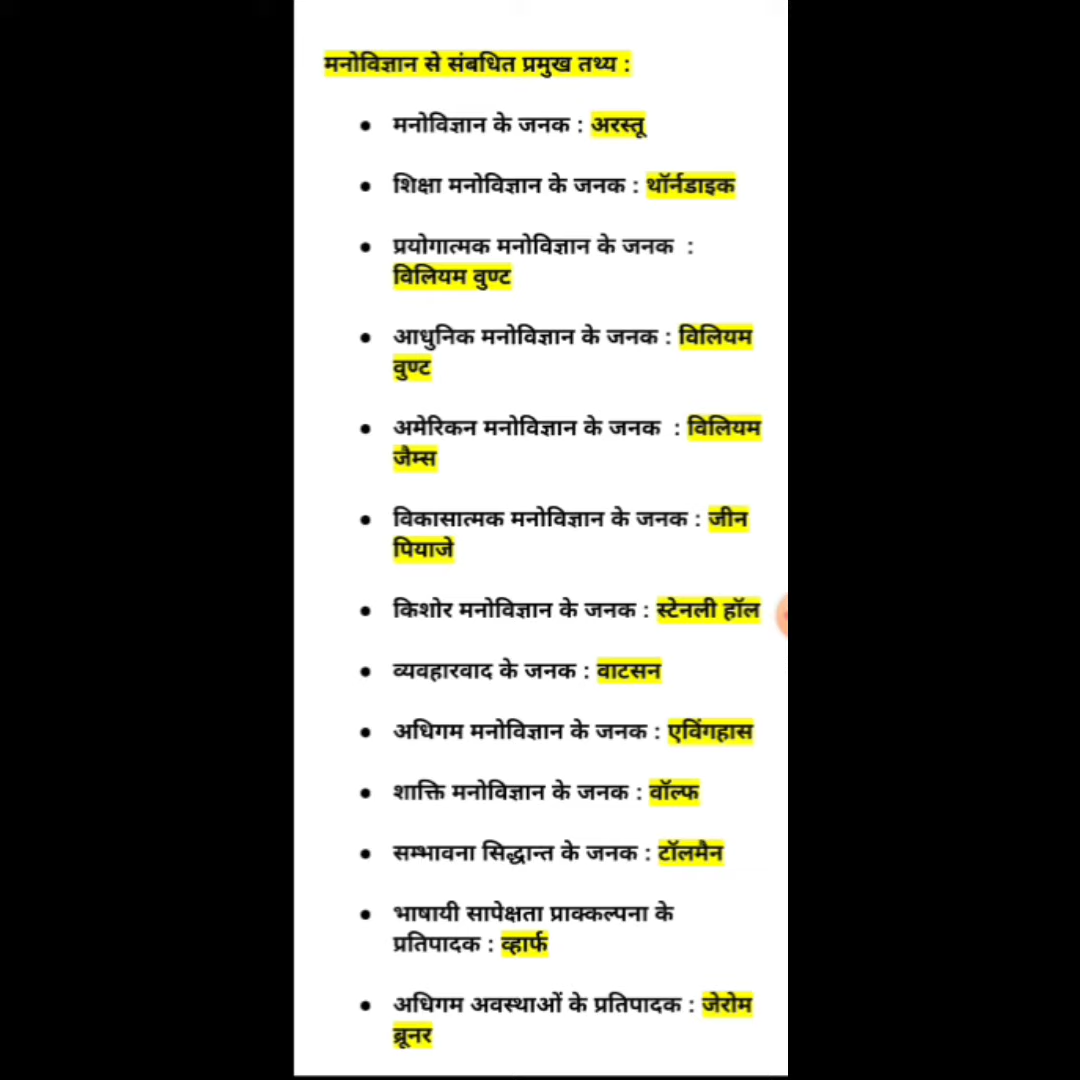 मनोविज्ञान से संबधित प्रमुख तथ्य :
● मनोविज्ञान के जनक : अरस्तू
● शिक्षा मनोविज्ञान के जनक : थॉर्नडाइक
● प्रयोगात्मक मनोविज्ञान के जनक :
विलियम वुण्ट
● आधुनिक मनोविज्ञान के जनक : विलियम
वुण्ट
● अमेरिकन मनोविज्ञान के जनक : विलियम
जैम्स
● विकासात्मक मनोविज्ञान के जनक : जीन
पियाजे
● किशोर मनोविज्ञान के जनक : स्टेनली हॉल
● व्यवहारवाद के जनक : वाटसन
● अधिगम मनोविज्ञान के जनक : एविंगहास
● शाक्ति मनोविज्ञान के जनक : वॉल्फ
● सम्भावना सिद्धान्त के जनक : टॉलमैन
● भाषायी सापेक्षता प्राक्कल्पना के
प्रतिपादक : व्हार्फ
● अधिगम अवस्थाओं के प्रतिपादक : जेरोम
ब्रूनर